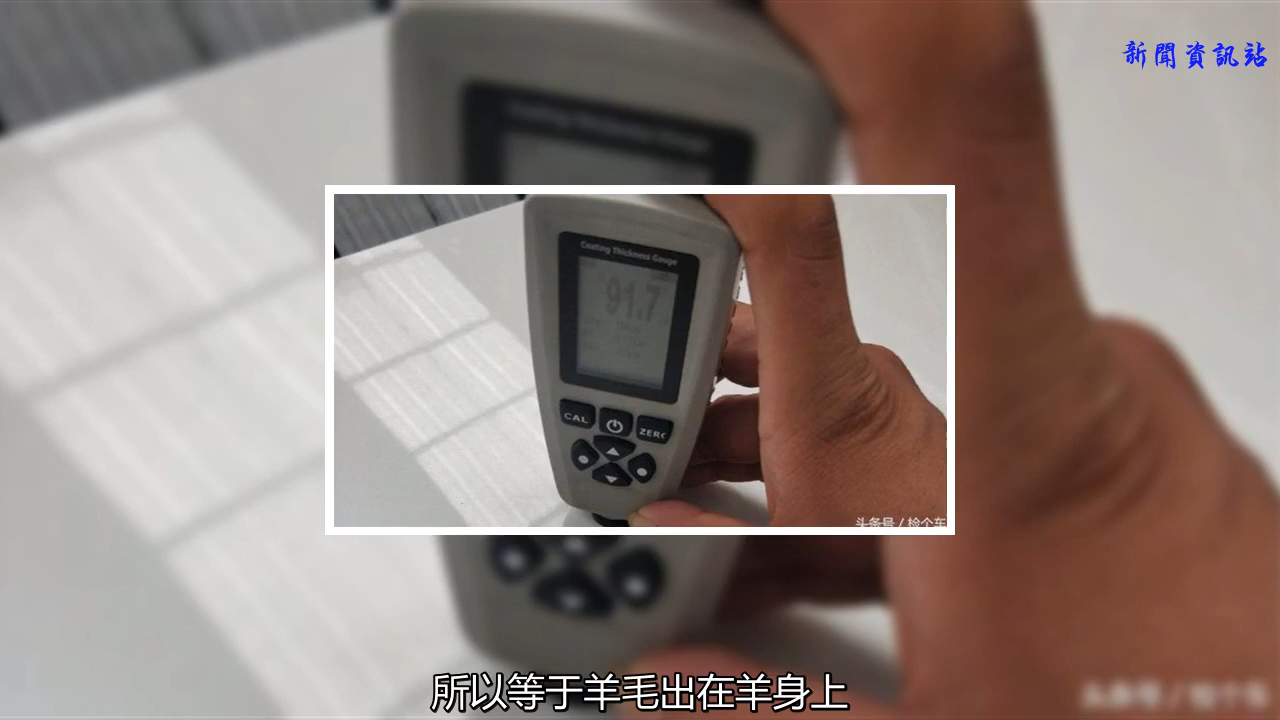 新聞資訊站
Coating Thickness Gauge
91.7
CAL
ZERO
头条号 / 检个车
所以等于羊毛出在羊身上